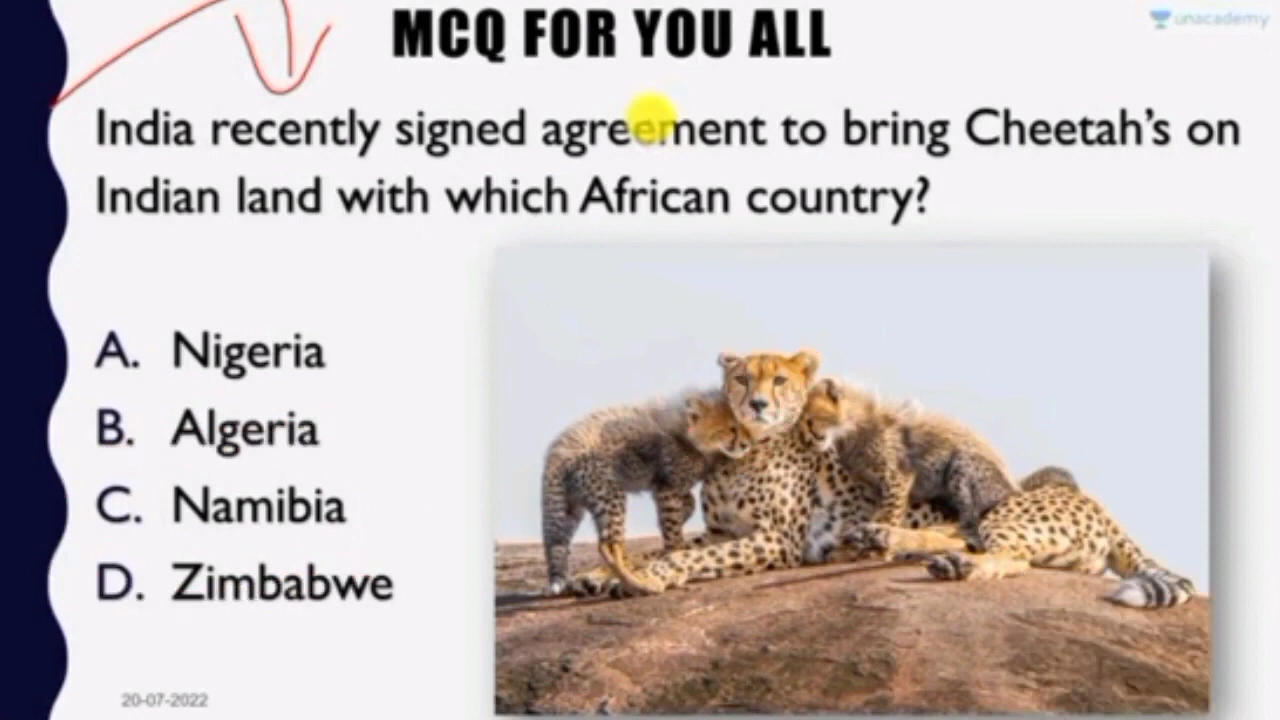 MCQ FOR YOU ALL
unacademy
India recently signed agreement to bring Cheetah's on
Indian land with which African country?
A. Nigeria
B. Algeria
C. Namibia
D. Zimbabwe
20-07-2022